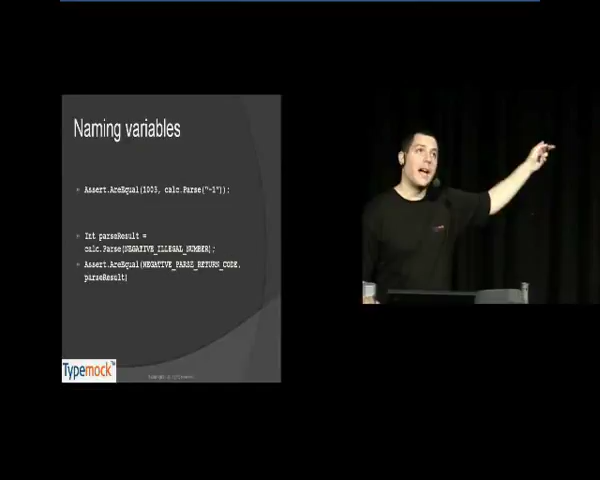 Naming variables
Assert.AreEqual(1003, calc.Parse("-1"));
Int parseResult =
calc.Parse(NEGATIVE_ILLEGAL_NUMBER);
Assert.AreEqual(NEGATIVE_PARSE_RETURN_CODE,
parseResult)
Typemock